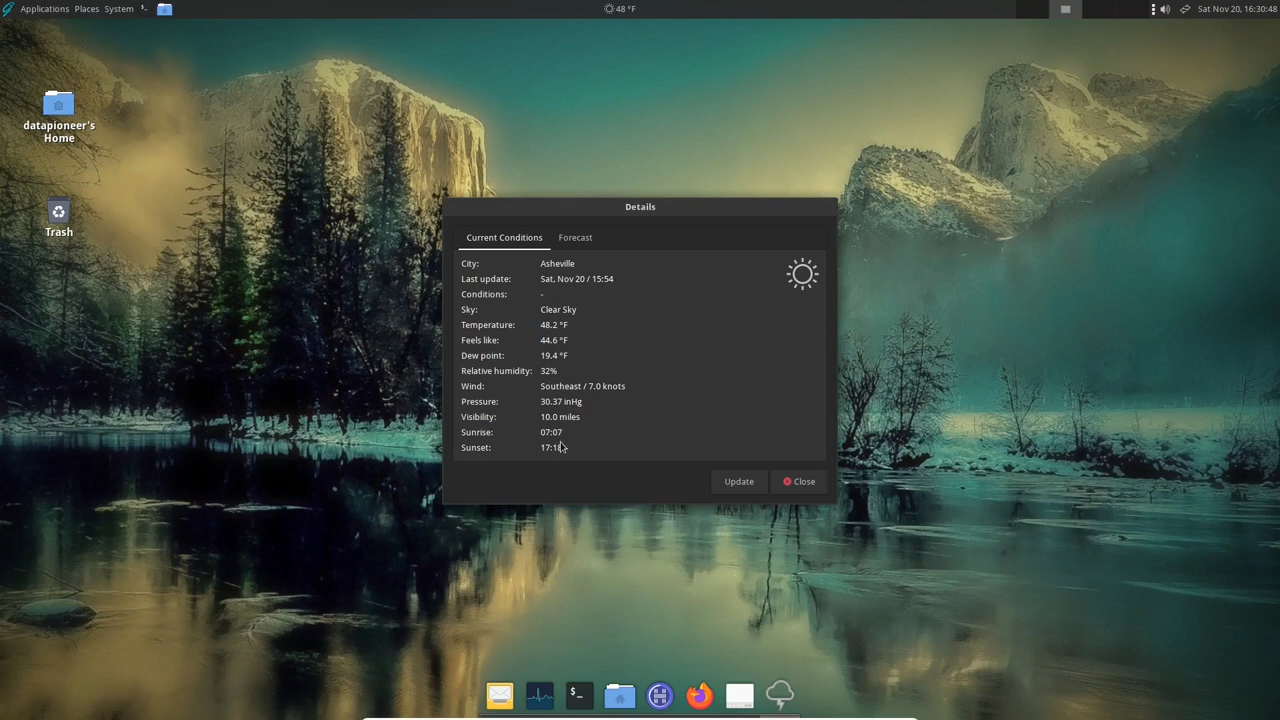 Applications Places System
48 °F
Sat Nov 20, 16:30:48
datapioneer's
Home
Trash
Details
Current Conditions Forecast
City: Asheville
Last update: Sat, Nov 20 / 15:54
Conditions: -
Sky: Clear Sky
Temperature: 48.2 °F
Feels like: 44.6 °F
Dew point: 19.4 °F
Relative humidity: 32%
Wind: Southeast / 7.0 knots
Pressure: 30.37 inHg
Visibility: 10.0 miles
Sunrise: 07:07
Sunset:
Update Close